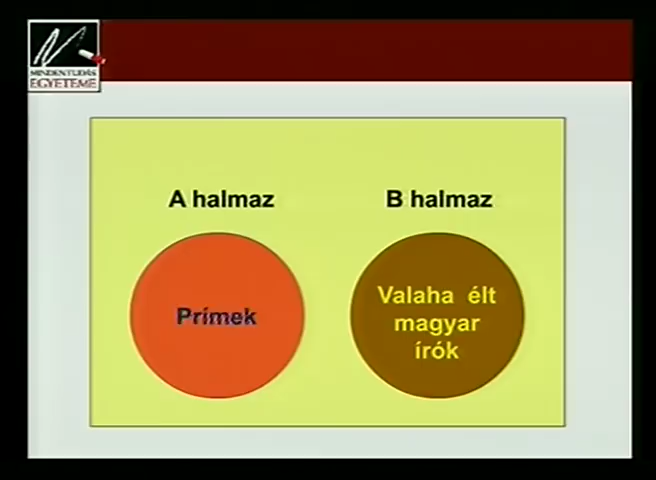 MINDENTUDÁS
EGYETEME
A halmaz
B halmaz
Prímek
Valaha élt
magyar
írók